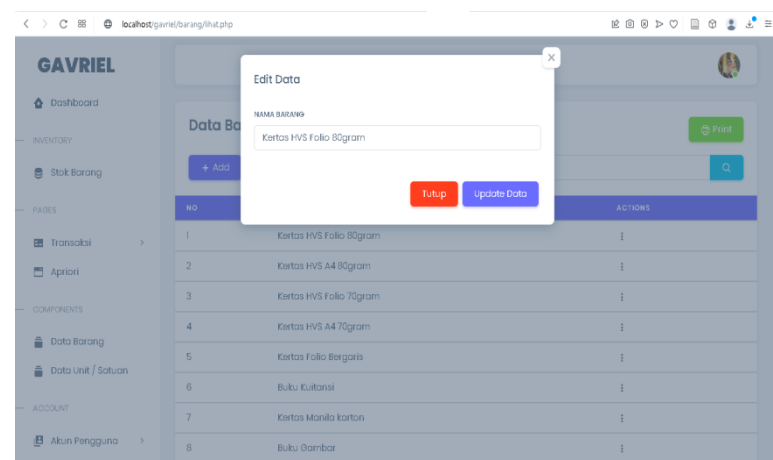 localhost/gavriel/barang/lihat.php
GAVRIEL
Dashboard
INVENTORY
Stok Barang
PAGES
Transaksi
Apriori
COMPONENTS
Data Barang
Data Unit / Satuan
ACCOUNT
Akun Pengguna
Edit Data
NAMA BARANG
Kertas HVS Folio 80gram
Tutup Update Data
Data Ba
Print
+ Add
NO ACTIONS
1 Kertas HVS Folio 80gram
2 Kertas HVS A4 80gram
3 Kertas HVS Folio 70gram
4 Kertas HVS A4 70gram
5 Kertas Folio Bergaris
6 Buku Kuitansi
7 Kertas Manila karton
8 Buku Gambar